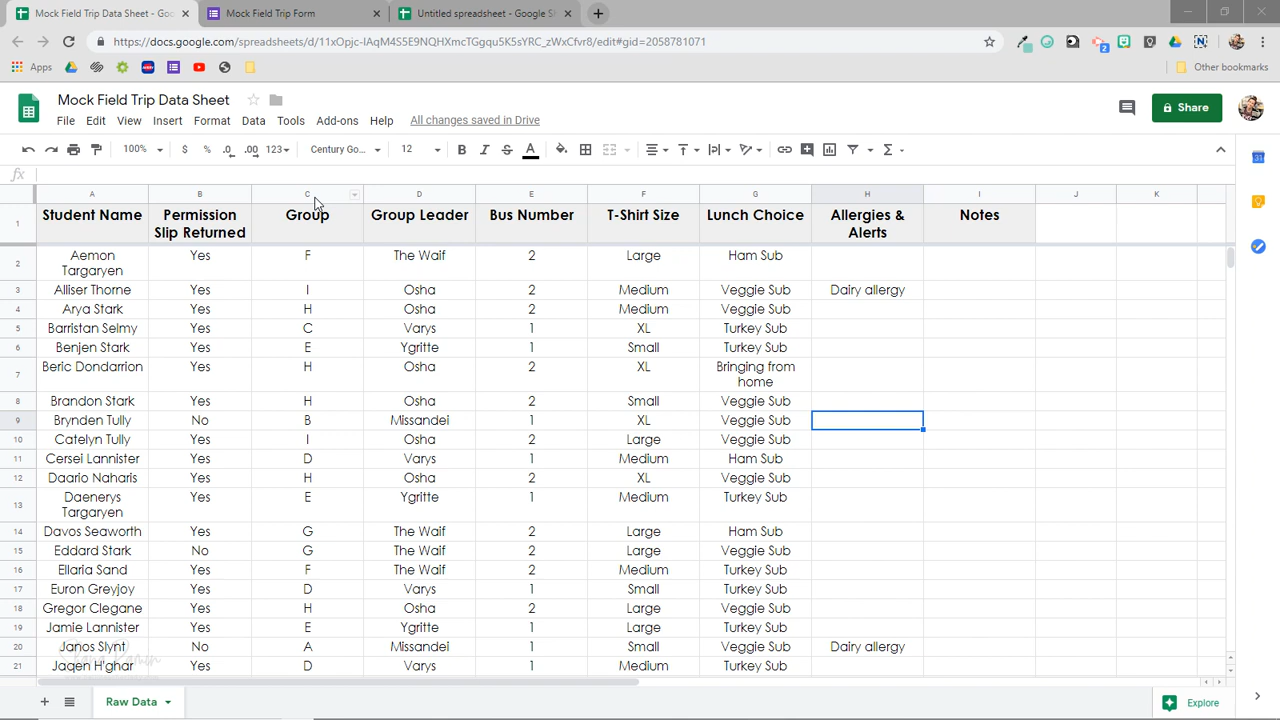 Mock Field Trip Data Sheet - Goo
Mock Field Trip Form
Untitled spreadsheet - Google Sh
https://docs.google.com/spreadsheets/d/11xOpjc-IAqM4S5E9NQHXmcTGgqu5K5sYRC_zWxCfvr8/edit#gid=2058781071
Apps
Other bookmarks
Mock Field Trip Data Sheet
File Edit View Insert Format Data Tools Add-ons Help All changes saved in Drive
Share
100% $ % .0 .00 123 Century Go... 12 B I S A Σ
fx
A B C D E F G H I J K
1 Student Name Permission Slip Returned Group Group Leader Bus Number T-Shirt Size Lunch Choice Allergies & Alerts Notes
2 Aemon Targaryen Yes F The Waif 2 Large Ham Sub
3 Alliser Thorne Yes I Osha 2 Medium Veggie Sub Dairy allergy
4 Arya Stark Yes H Osha 2 Medium Veggie Sub
5 Barristan Selmy Yes C Varys 1 XL Turkey Sub
6 Benjen Stark Yes E Ygritte 1 Small Turkey Sub
7 Beric Dondarrion Yes H Osha 2 XL Bringing from home
8 Brandon Stark Yes H Osha 2 Small Veggie Sub
9 Brynden Tully No B Missandei 1 XL Veggie Sub
10 Catelyn Tully Yes I Osha 2 Large Veggie Sub
11 Cersei Lannister Yes D Varys 1 Medium Ham Sub
12 Daario Naharis Yes H Osha 2 XL Veggie Sub
13 Daenerys Targaryen Yes E Ygritte 1 Medium Turkey Sub
14 Davos Seaworth Yes G The Waif 2 Large Ham Sub
15 Eddard Stark No G The Waif 2 Large Veggie Sub
16 Ellaria Sand Yes F The Waif 2 Medium Veggie Sub
17 Euron Greyjoy Yes D Varys 1 Small Turkey Sub
18 Gregor Clegane Yes H Osha 2 Large Veggie Sub
19 Jamie Lannister Yes E Ygritte 1 Large Turkey Sub
20 Janos Slynt No A Missandei 1 Small Veggie Sub Dairy allergy
21 Jaqen H'ghar Yes D Varys 1 Medium Turkey Sub
Raw Data
Explore